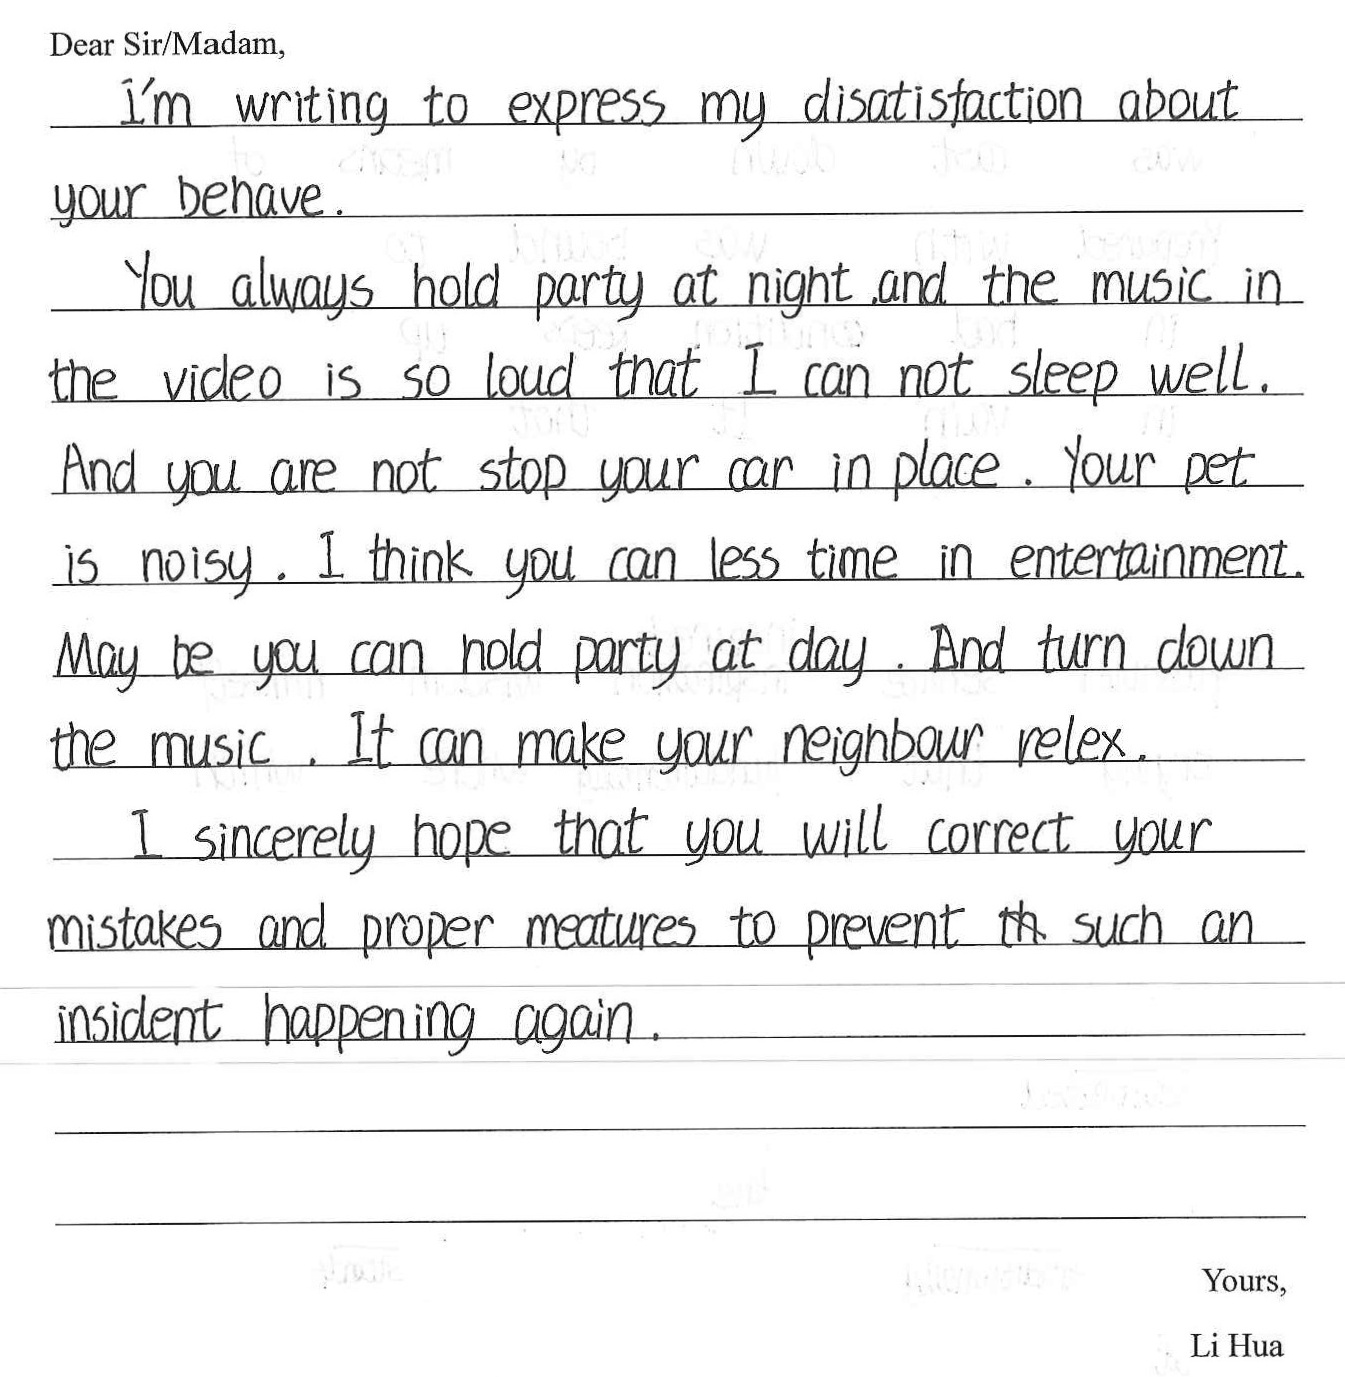 Dear Sir/Madam,
I'm writing to express my disatisfaction about
your behave.
You always hold party at night ,and the music in
the video is so loud that I can not sleep well.
And you are not stop your car in place. Your pet
is noisy. I think you can less time in entertainment.
May be you can hold party at day. And turn down
the music. It can make your neighbour relex.
I sincerely hope that you will correct your
mistakes and proper meatures to prevent such an
insident happening again.
Yours,
Li Hua